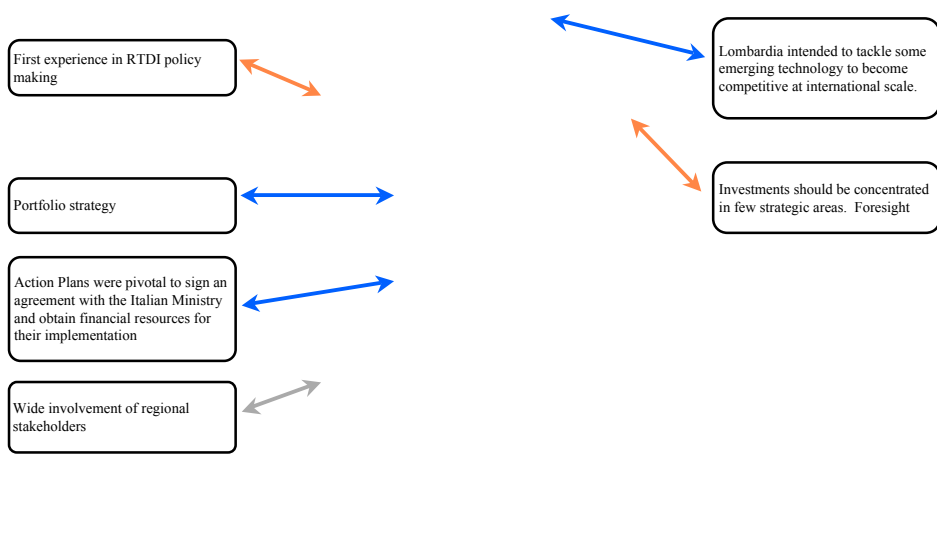 First experience in RTDI policy
making
Portfolio strategy
Action Plans were pivotal to sign an
agreement with the Italian Ministry
and obtain financial resources for
their implementation
Wide involvement of regional
stakeholders
Lombardia intended to tackle some
emerging technology to become
competitive at international scale.
Investments should be concentrated
in few strategic areas.  Foresight